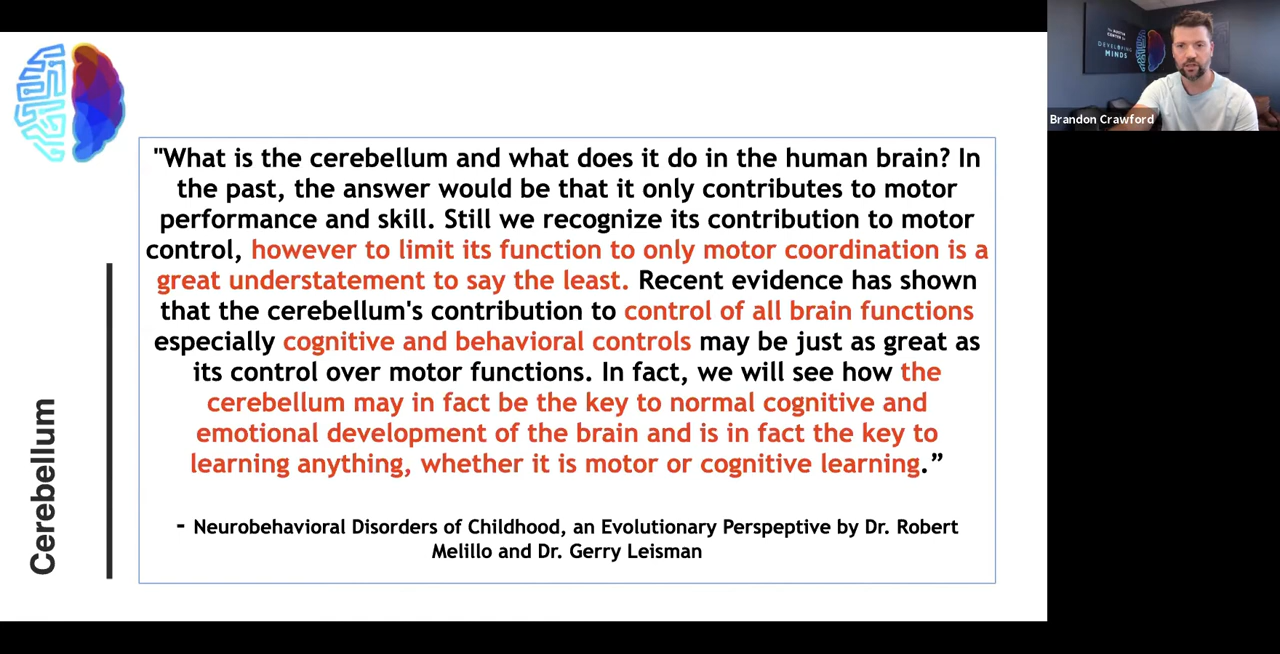 "What is the cerebellum and what does it do in the human brain? In
the past, the answer would be that it only contributes to motor
performance and skill. Still we recognize its contribution to motor
control, however to limit its function to only motor coordination is a
great understatement to say the least. Recent evidence has shown
that the cerebellum's contribution to control of all brain functions
especially cognitive and behavioral controls may be just as great as
its control over motor functions. In fact, we will see how the
cerebellum may in fact be the key to normal cognitive and
emotional development of the brain and is in fact the key to
learning anything, whether it is motor or cognitive learning.”
- Neurobehavioral Disorders of Childhood, an Evolutionary Perspeptive by Dr. Robert
Melillo and Dr. Gerry Leisman
Cerebellum
DEVELOPING
MINDS
Brandon Crawford